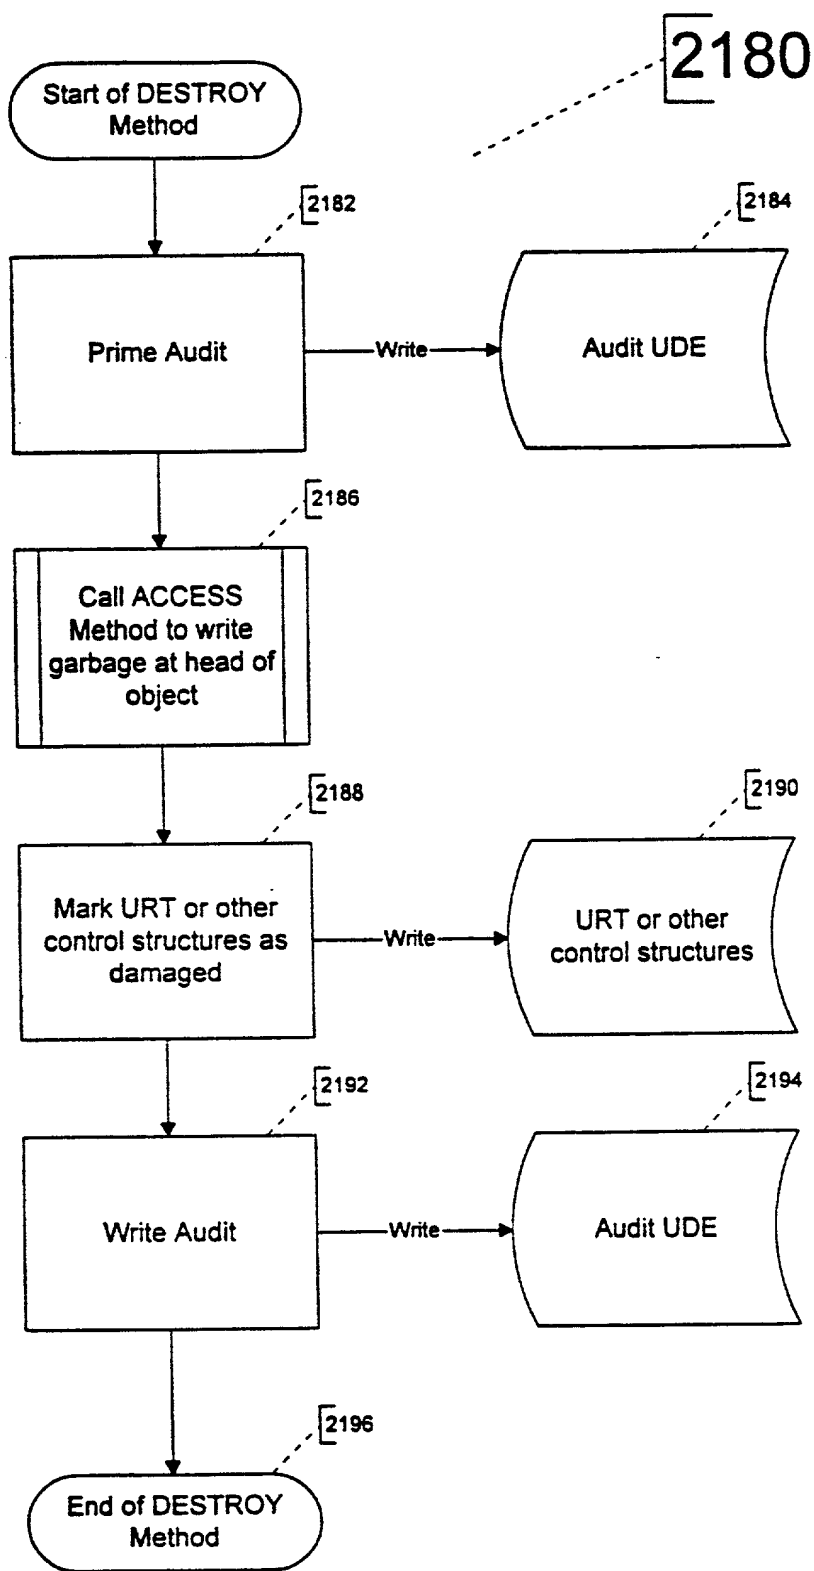 2180
Start of DESTROY
Method
2182
2184
Prime Audit
Write
Audit UDE
2186
Call ACCESS
Method to write
garbage at head of
object
2188
2190
Mark URT or other
control structures as
damaged
Write
URT or other
control structures
2192
2194
Write Audit
Write
Audit UDE
2196
End of DESTROY
Method